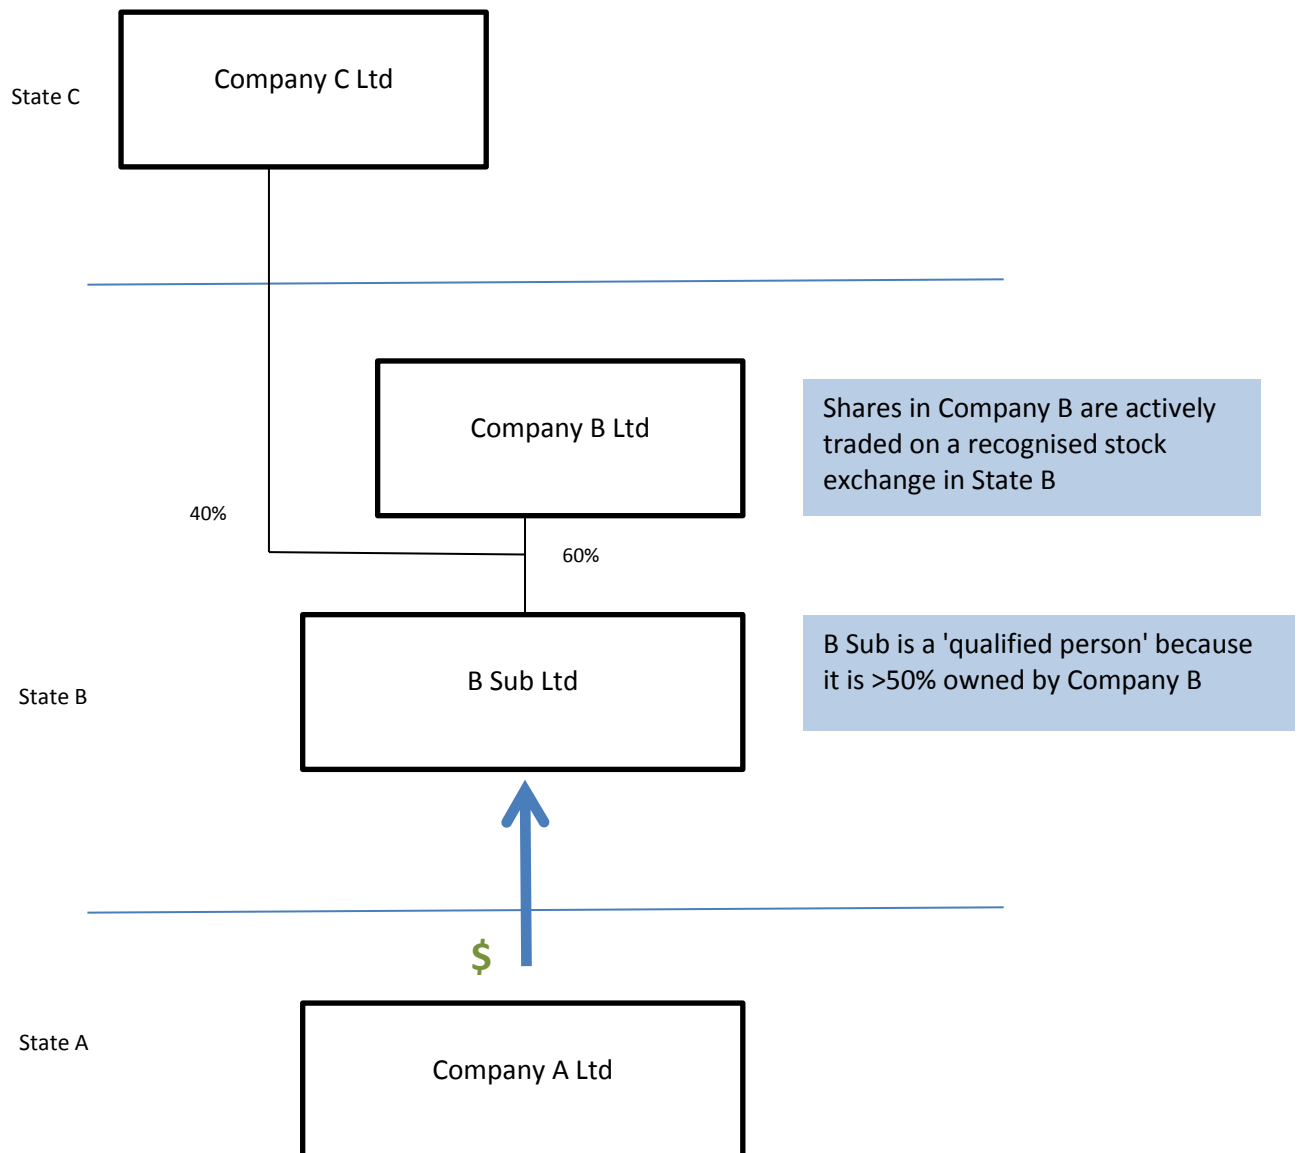 Company C Ltd
State C
Company B Ltd
Shares in Company B are actively
traded on a recognised stock
exchange in State B
40%
60%
B Sub Ltd
B Sub is a 'qualified person' because
it is >50% owned by Company B
State B
$
State A
Company A Ltd